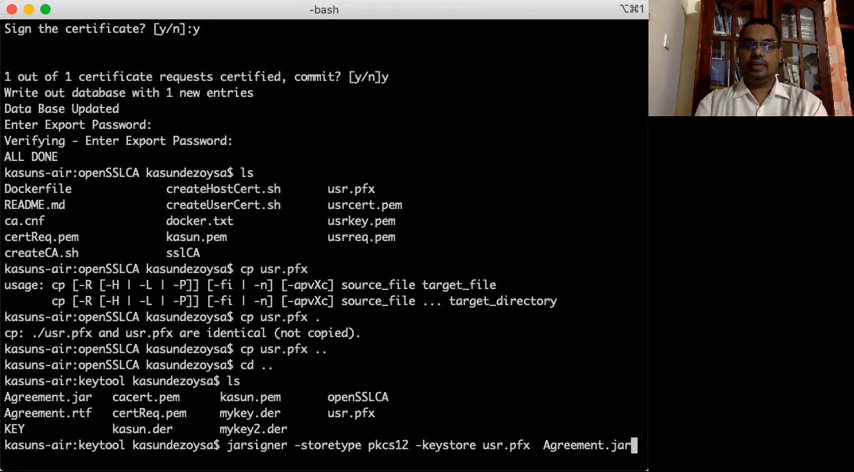 -bash
⌥⌘1
Sign the certificate? [y/n]:y
1 out of 1 certificate requests certified, commit? [y/n]y
Write out database with 1 new entries
Data Base Updated
Enter Export Password:
Verifying - Enter Export Password:
ALL DONE
kasuns-air:openSSLCA kasundezoysa$ ls
Dockerfile createHostCert.sh usr.pfx
README.md createUserCert.sh usrcert.pem
ca.cnf docker.txt usrkey.pem
certReq.pem kasun.pem usrreq.pem
createCA.sh sslCA
kasuns-air:openSSLCA kasundezoysa$ cp usr.pfx
usage: cp [-R [-H | -L | -P]] [-fi | -n] [-apvXc] source_file target_file
cp [-R [-H | -L | -P]] [-fi | -n] [-apvXc] source_file ... target_directory
kasuns-air:openSSLCA kasundezoysa$ cp usr.pfx .
cp: ./usr.pfx and usr.pfx are identical (not copied).
kasuns-air:openSSLCA kasundezoysa$ cp usr.pfx ..
kasuns-air:openSSLCA kasundezoysa$ cd ..
kasuns-air:keytool kasundezoysa$ ls
Agreement.jar cacert.pem kasun.pem openSSLCA
Agreement.rtf certReq.pem mykey.der usr.pfx
KEY kasun.der mykey2.der
kasuns-air:keytool kasundezoysa$ jarsigner -storetype pkcs12 -keystore usr.pfx  Agreement.jar